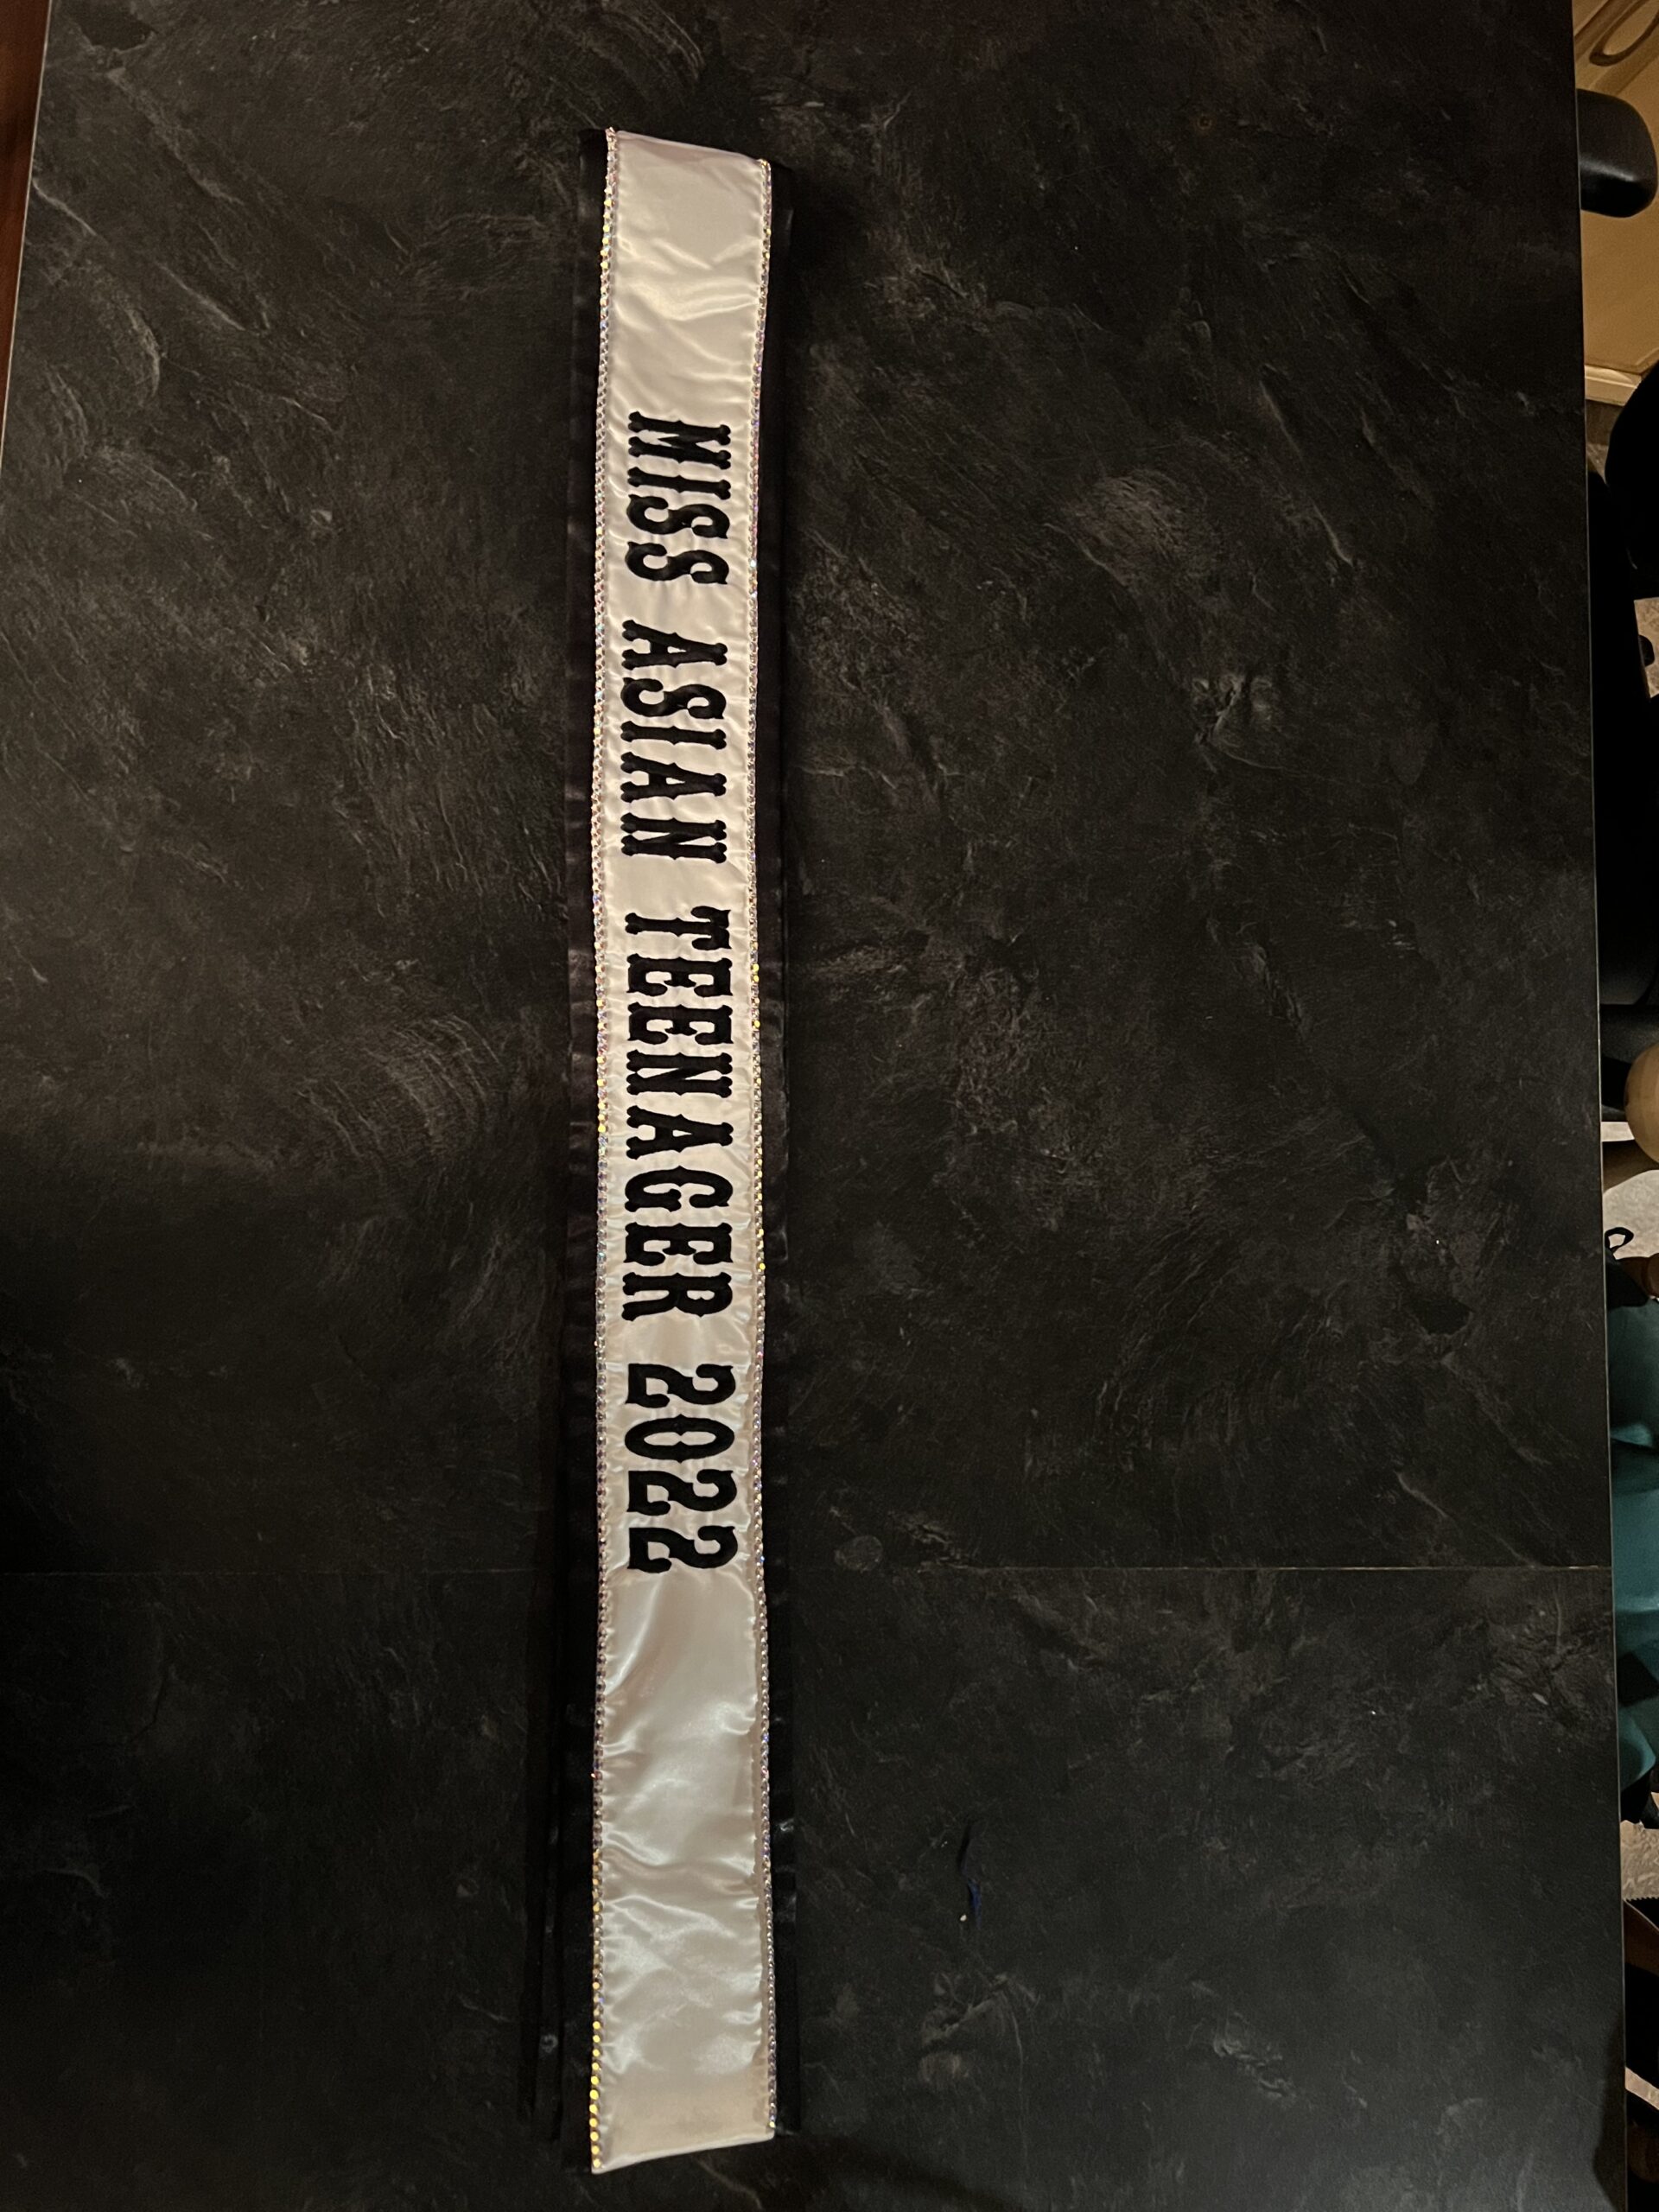 MISS ASIAN TEENAGER 2022